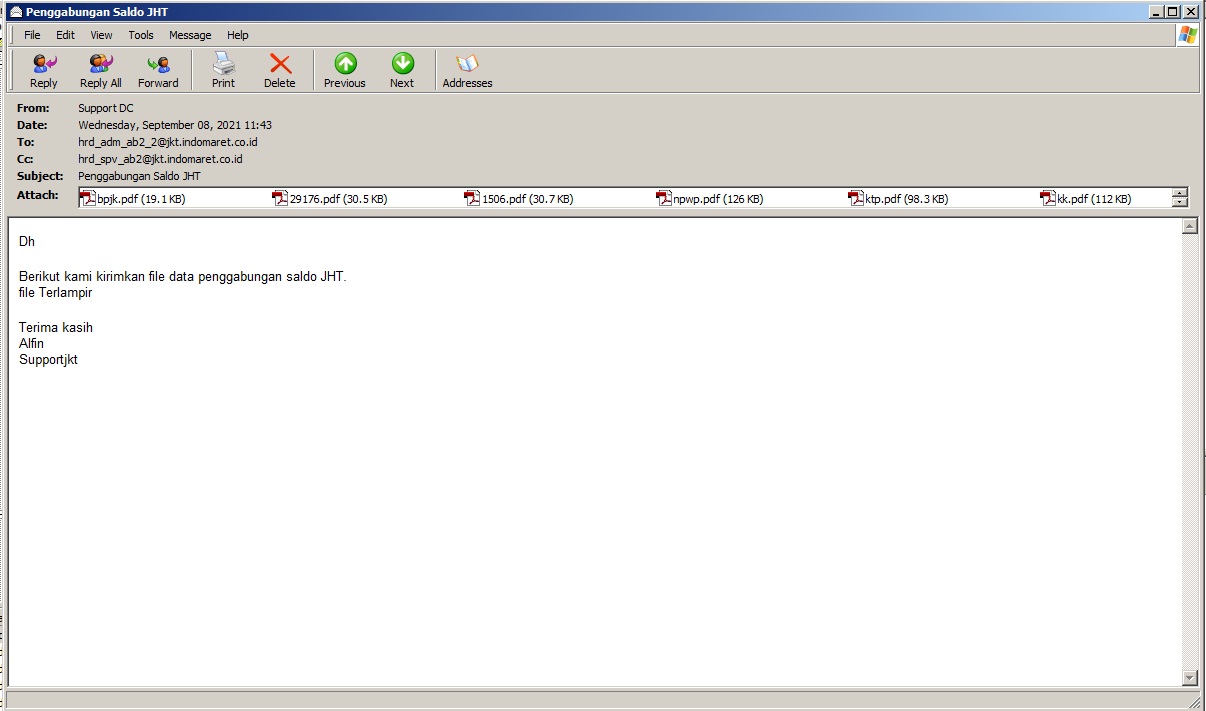 Penggabungan Saldo JHT
File Edit View Tools Message Help
Reply Reply All Forward Print Delete Previous Next Addresses
From: Support DC
Date: Wednesday, September 08, 2021 11:43
To: hrd_adm_ab2_2@jkt.indomaret.co.id
Cc: hrd_spv_ab2@jkt.indomaret.co.id
Subject: Penggabungan Saldo JHT
Attach: bpjk.pdf (19.1 KB) 29176.pdf (30.5 KB) 1506.pdf (30.7 KB) npwp.pdf (126 KB) ktp.pdf (98.3 KB) kk.pdf (112 KB)
Dh
Berikut kami kirimkan file data penggabungan saldo JHT.
file Terlampir
Terima kasih
Alfin
Supportjkt